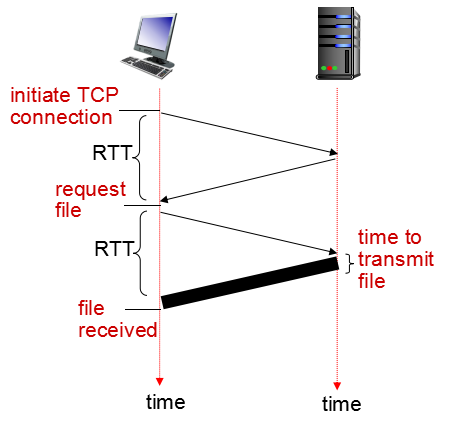 initiate TCP
connection
RTT
request
file
RTT
time to
transmit
file
file
received
time
time